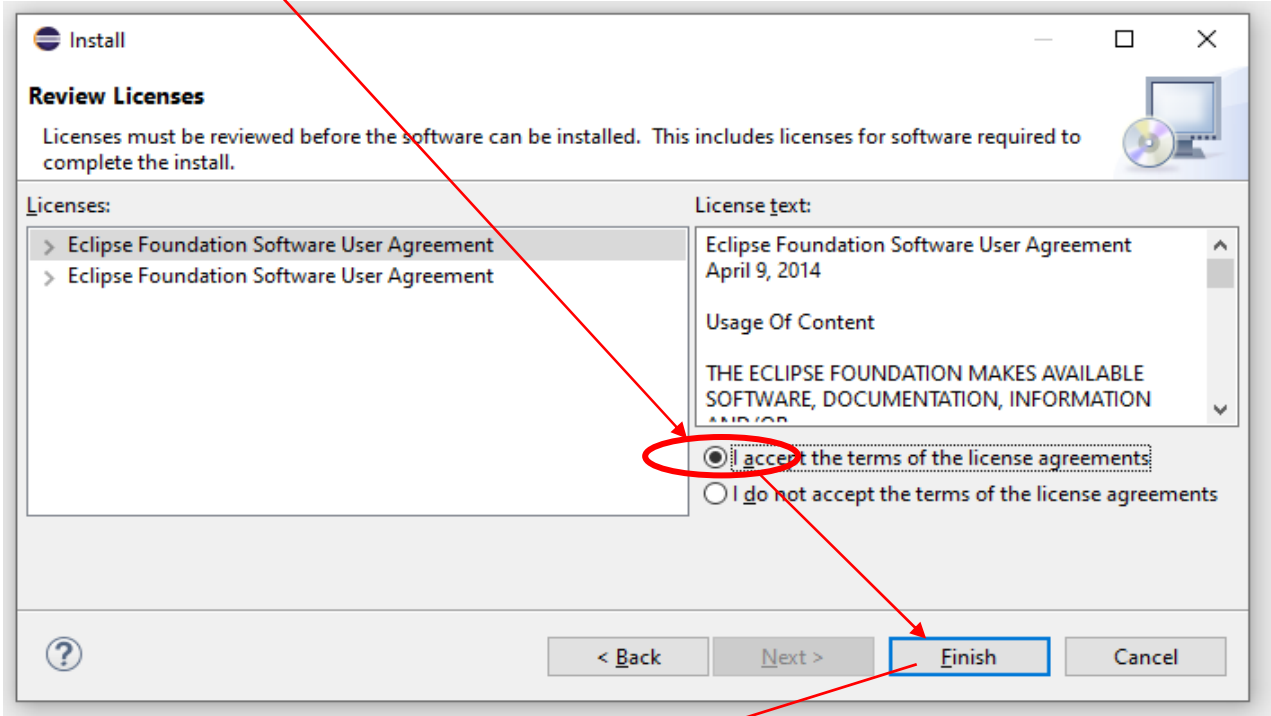 Install
Review Licenses
Licenses must be reviewed before the software can be installed.  This includes licenses for software required to
complete the install.
Licenses:
Eclipse Foundation Software User Agreement
Eclipse Foundation Software User Agreement
License text:
Eclipse Foundation Software User Agreement
April 9, 2014
Usage Of Content
THE ECLIPSE FOUNDATION MAKES AVAILABLE
SOFTWARE, DOCUMENTATION, INFORMATION
AND/OR
I accept the terms of the license agreements
I do not accept the terms of the license agreements
?
< Back
Next >
Finish
Cancel